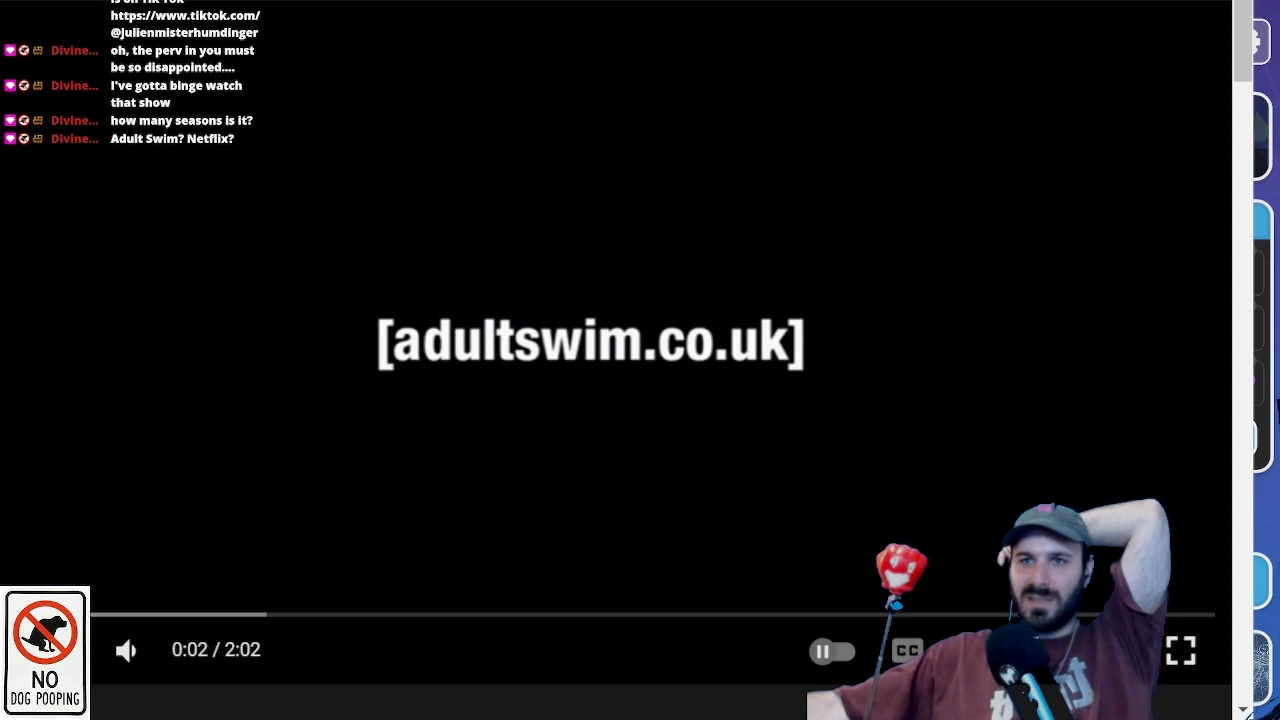 https://www.tiktok.com/
@julienmisterhumdinger
Divine... oh, the perv in you must
be so disappointed....
Divine... I've gotta binge watch
that show
Divine... how many seasons is it?
Divine... Adult Swim? Netflix?
[adultswim.co.uk]
0:02 / 2:02
CC
NO
DOG POOPING